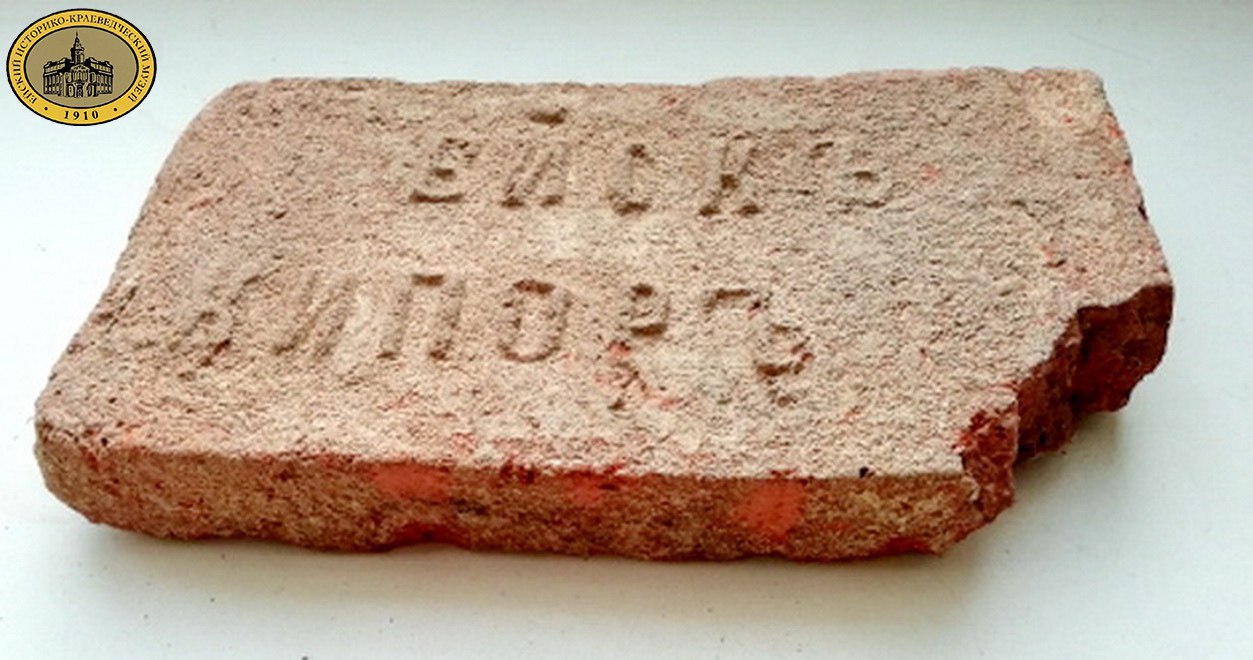 ЕЙСКИЙ ИСТОРИКО-КРАЕВЕДЧЕСКИЙ МУЗЕЙ
• 1910 •
ЕЙСКЪ
КИПОРЪ